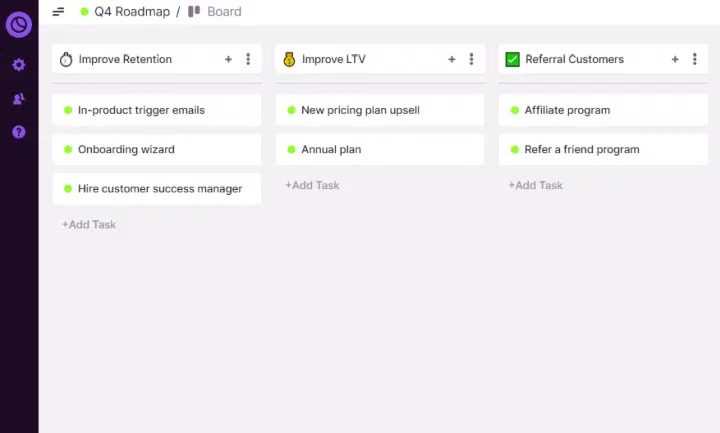 Q4 Roadmap / Board
Improve Retention +
In-product trigger emails
Onboarding wizard
Hire customer success manager
+Add Task
Improve LTV +
New pricing plan upsell
Annual plan
+Add Task
Referral Customers +
Affiliate program
Refer a friend program
+Add Task
?